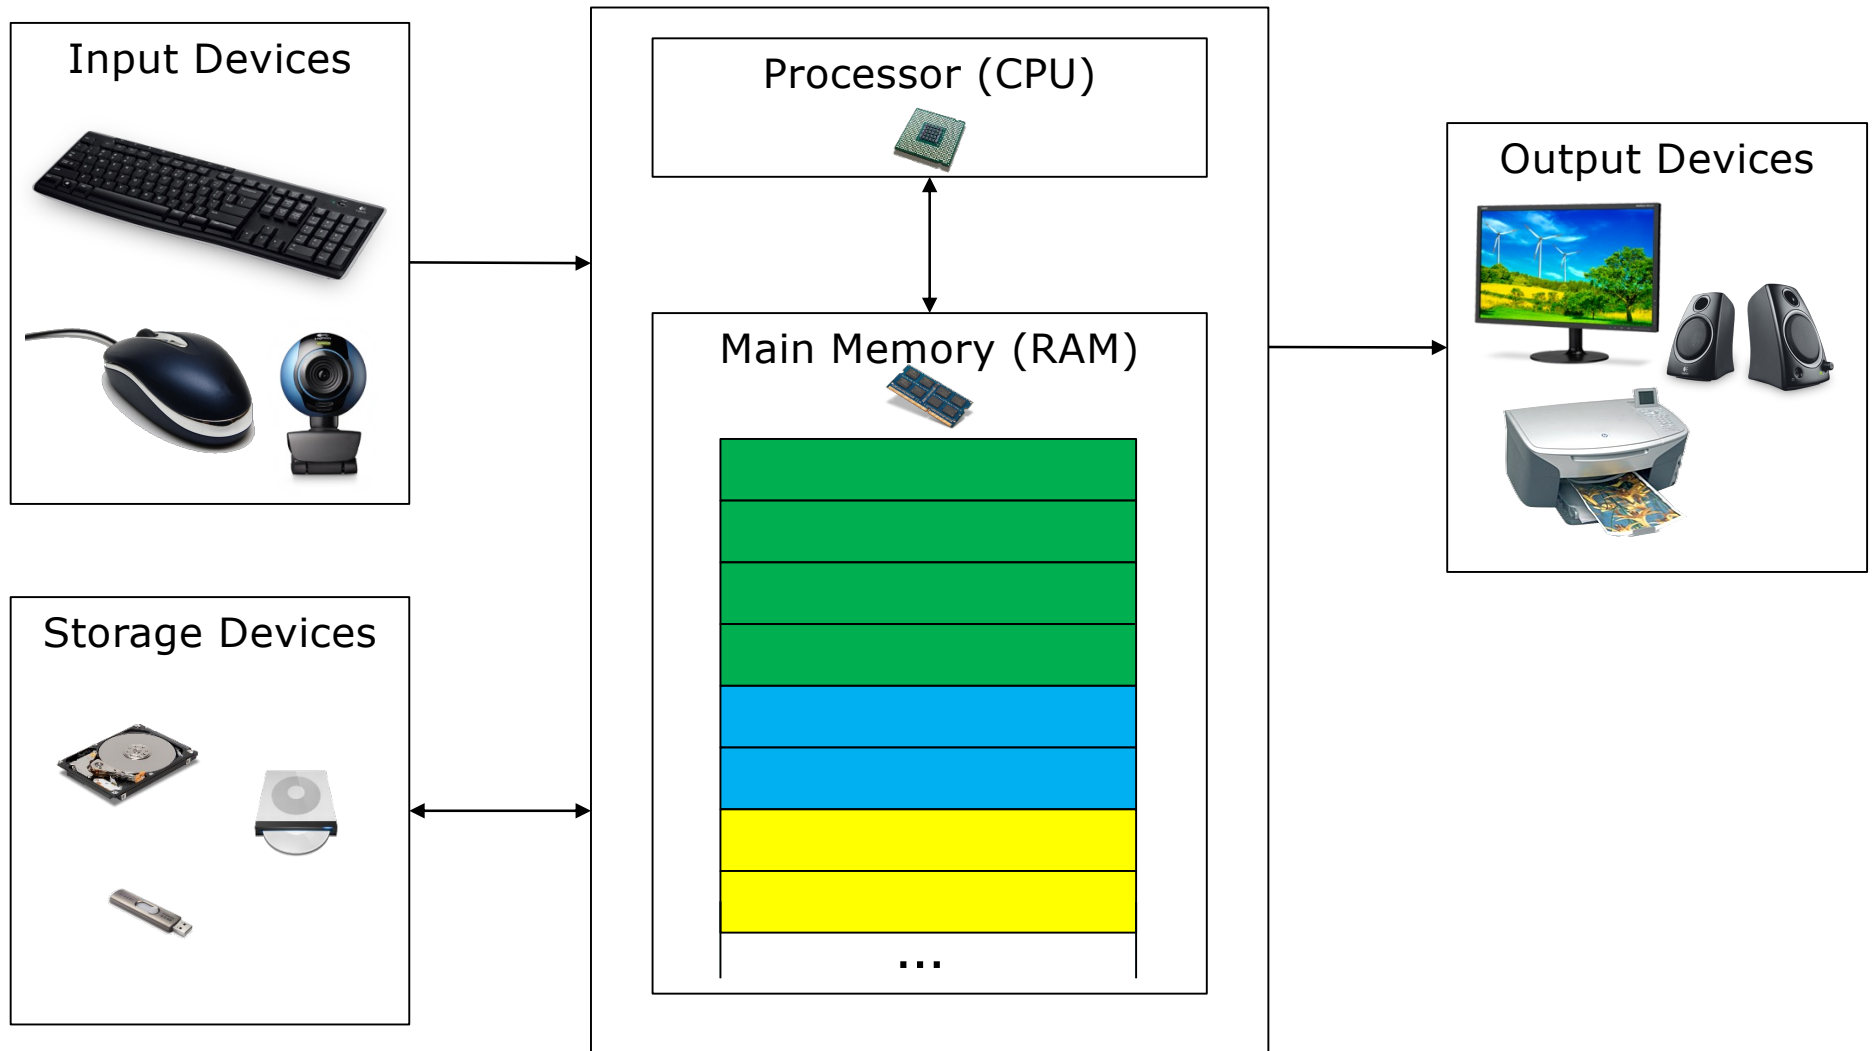 Input Devices
Processor (CPU)
Output Devices
Main Memory (RAM)
Storage Devices
...